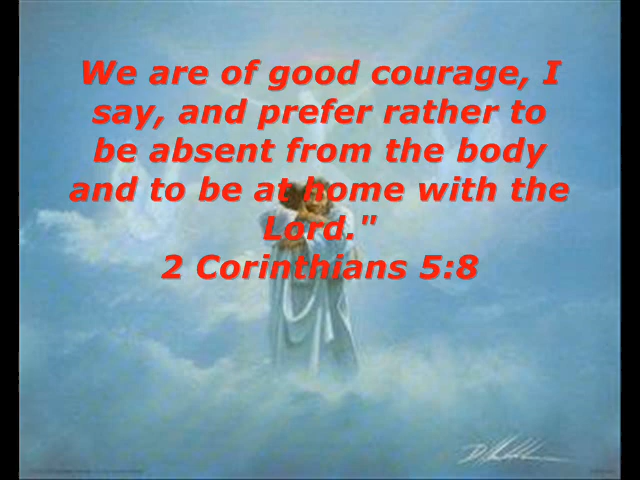 We are of good courage, I
say, and prefer rather to
be absent from the body
and to be at home with the
Lord."
2 Corinthians 5:8